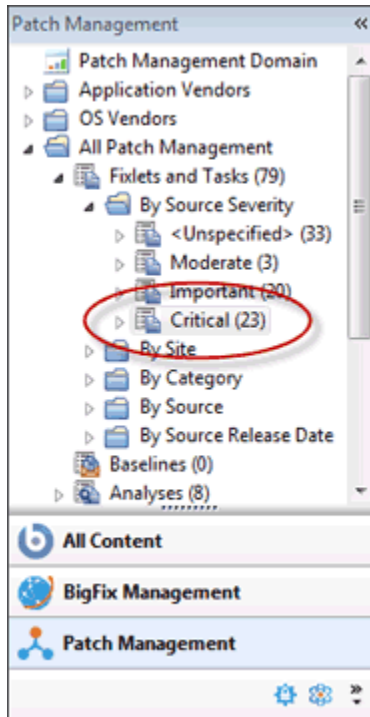 Patch Management
Patch Management Domain
Application Vendors
OS Vendors
All Patch Management
Fixlets and Tasks (79)
By Source Severity
<Unspecified> (33)
Moderate (3)
Important (20)
Critical (23)
By Site
By Category
By Source
By Source Release Date
Baselines (0)
Analyses (8)
All Content
BigFix Management
Patch Management